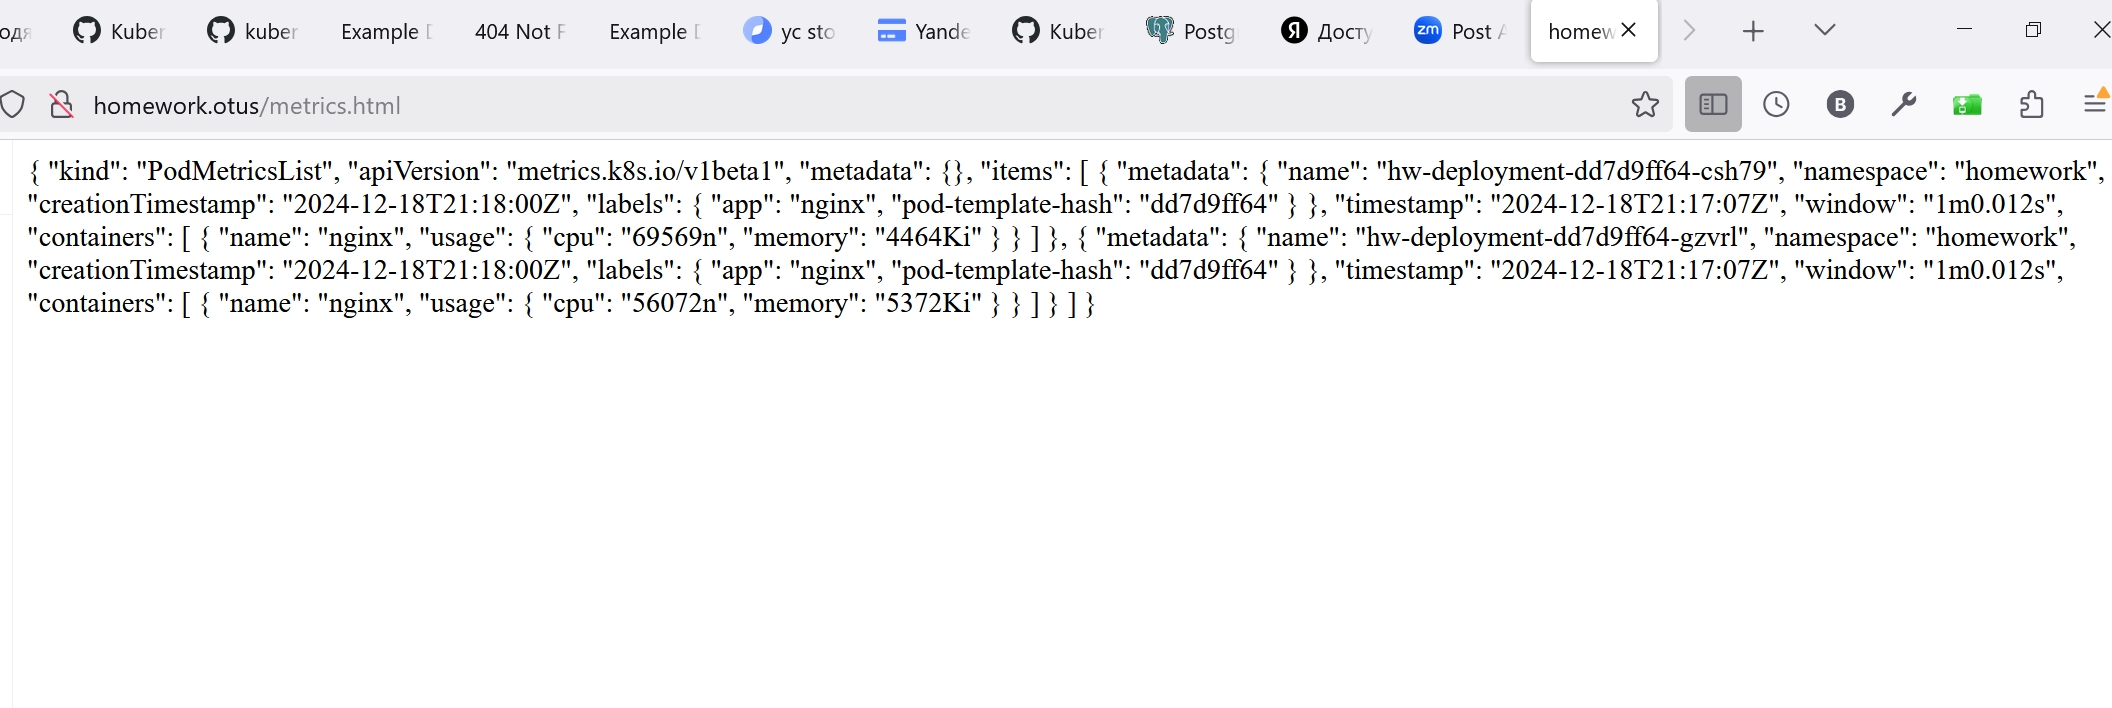 одя Kuber kuber Example D 404 Not F Example D yc sto Yande Kuber Postg Досту zm Post A homew
homework.otus/metrics.html
{ "kind": "PodMetricsList", "apiVersion": "metrics.k8s.io/v1beta1", "metadata": {}, "items": [ { "metadata": { "name": "hw-deployment-dd7d9ff64-csh79", "namespace": "homework",
"creationTimestamp": "2024-12-18T21:18:00Z", "labels": { "app": "nginx", "pod-template-hash": "dd7d9ff64" } }, "timestamp": "2024-12-18T21:17:07Z", "window": "1m0.012s",
"containers": [ { "name": "nginx", "usage": { "cpu": "69569n", "memory": "4464Ki" } } ] }, { "metadata": { "name": "hw-deployment-dd7d9ff64-gzvrl", "namespace": "homework",
"creationTimestamp": "2024-12-18T21:18:00Z", "labels": { "app": "nginx", "pod-template-hash": "dd7d9ff64" } }, "timestamp": "2024-12-18T21:17:07Z", "window": "1m0.012s",
"containers": [ { "name": "nginx", "usage": { "cpu": "56072n", "memory": "5372Ki" } } ] } ] }